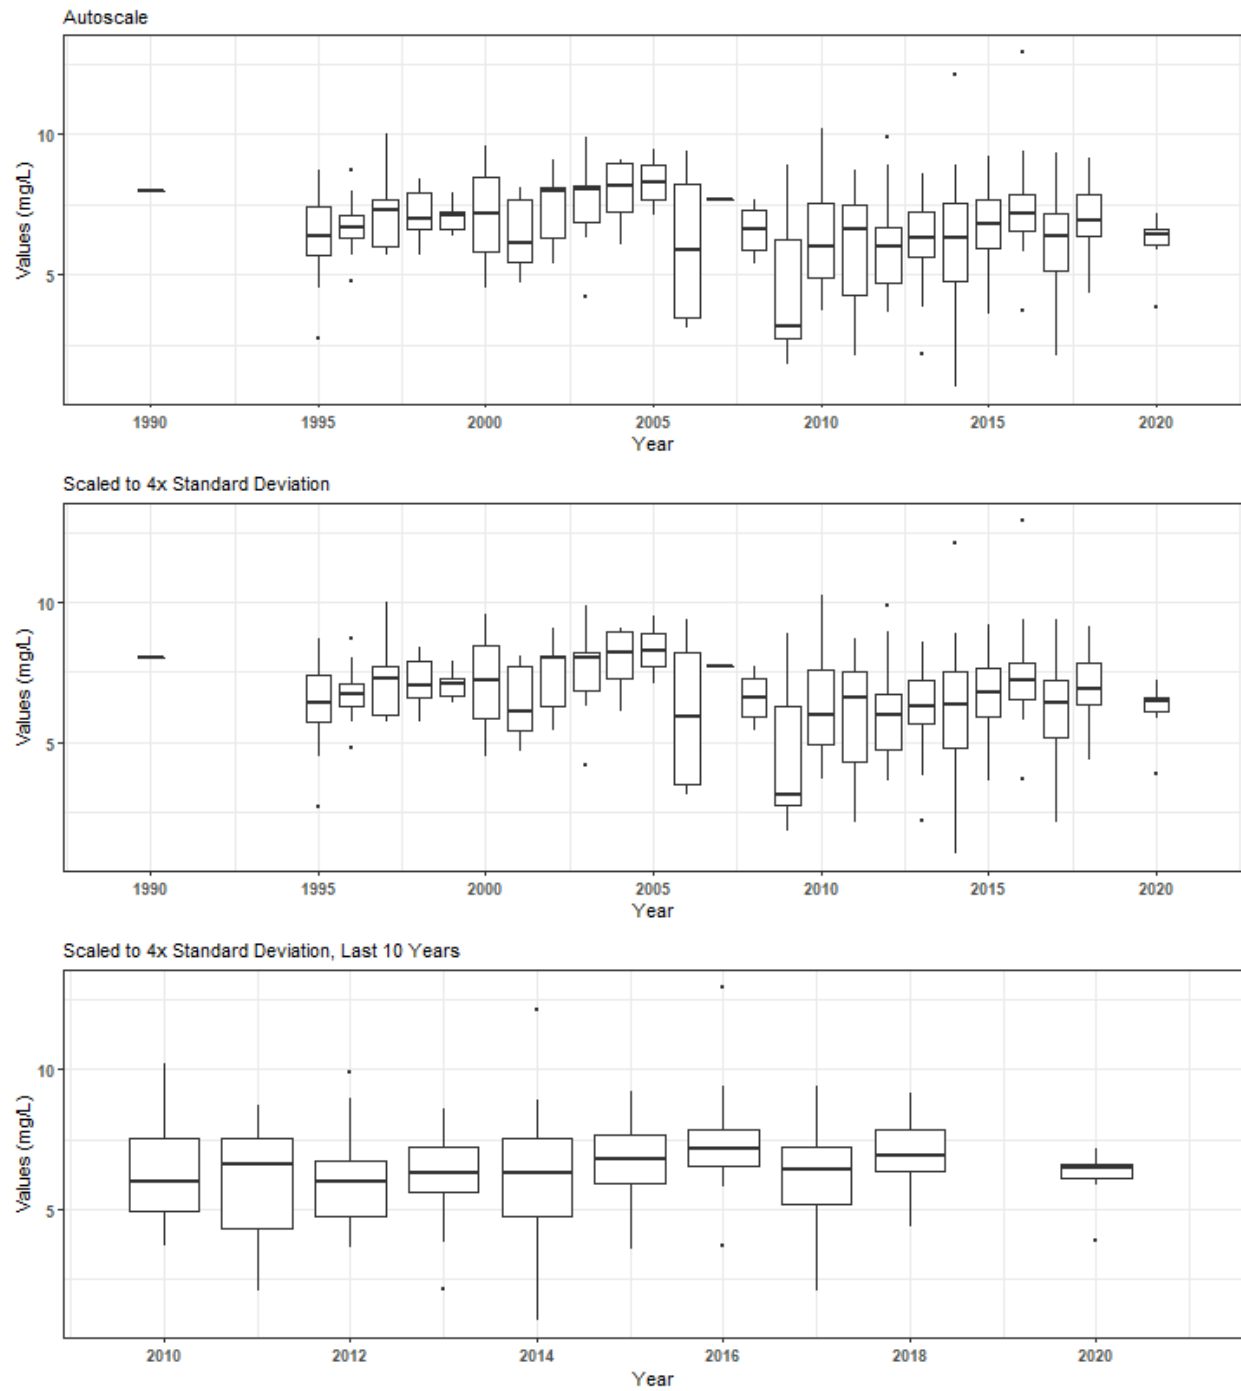 Autoscale
10
5
Values (mg/L)
1990 1995 2000 2005 2010 2015 2020
Year
Scaled to 4x Standard Deviation
10
5
Values (mg/L)
1990 1995 2000 2005 2010 2015 2020
Year
Scaled to 4x Standard Deviation, Last 10 Years
10
5
Values (mg/L)
2010 2012 2014 2016 2018 2020
Year